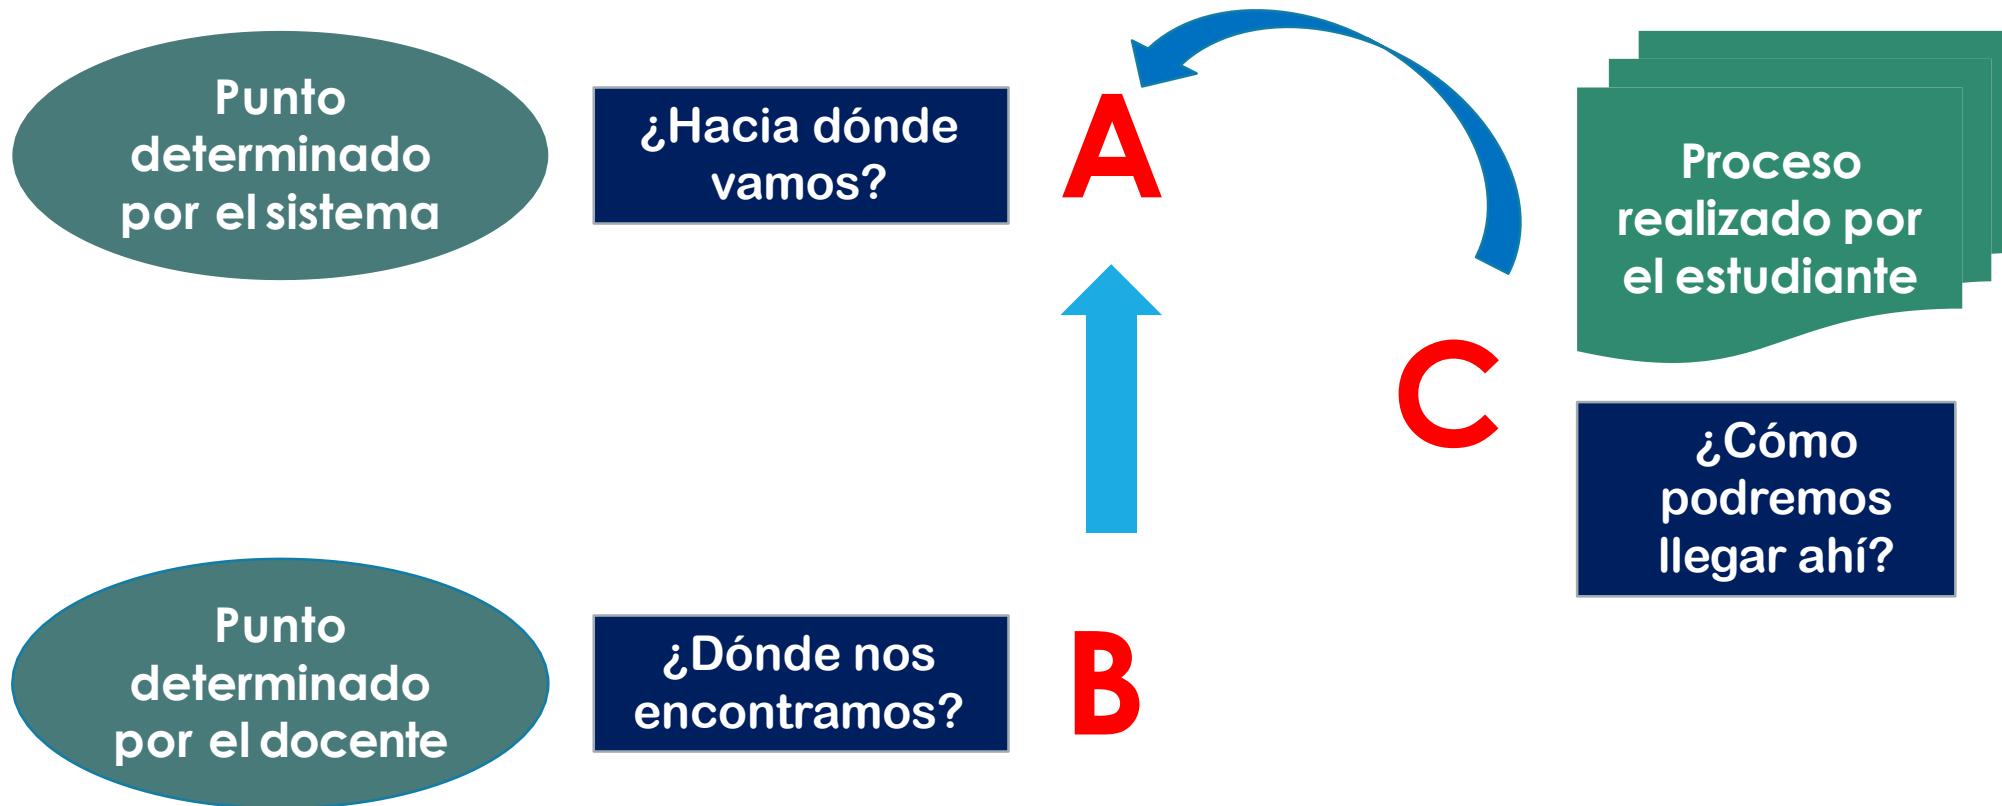 Punto
determinado
por el sistema
¿Hacia dónde
vamos?
A
Proceso
realizado por
el estudiante
C
¿Cómo
podremos
llegar ahí?
Punto
determinado
por el docente
¿Dónde nos
encontramos?
B